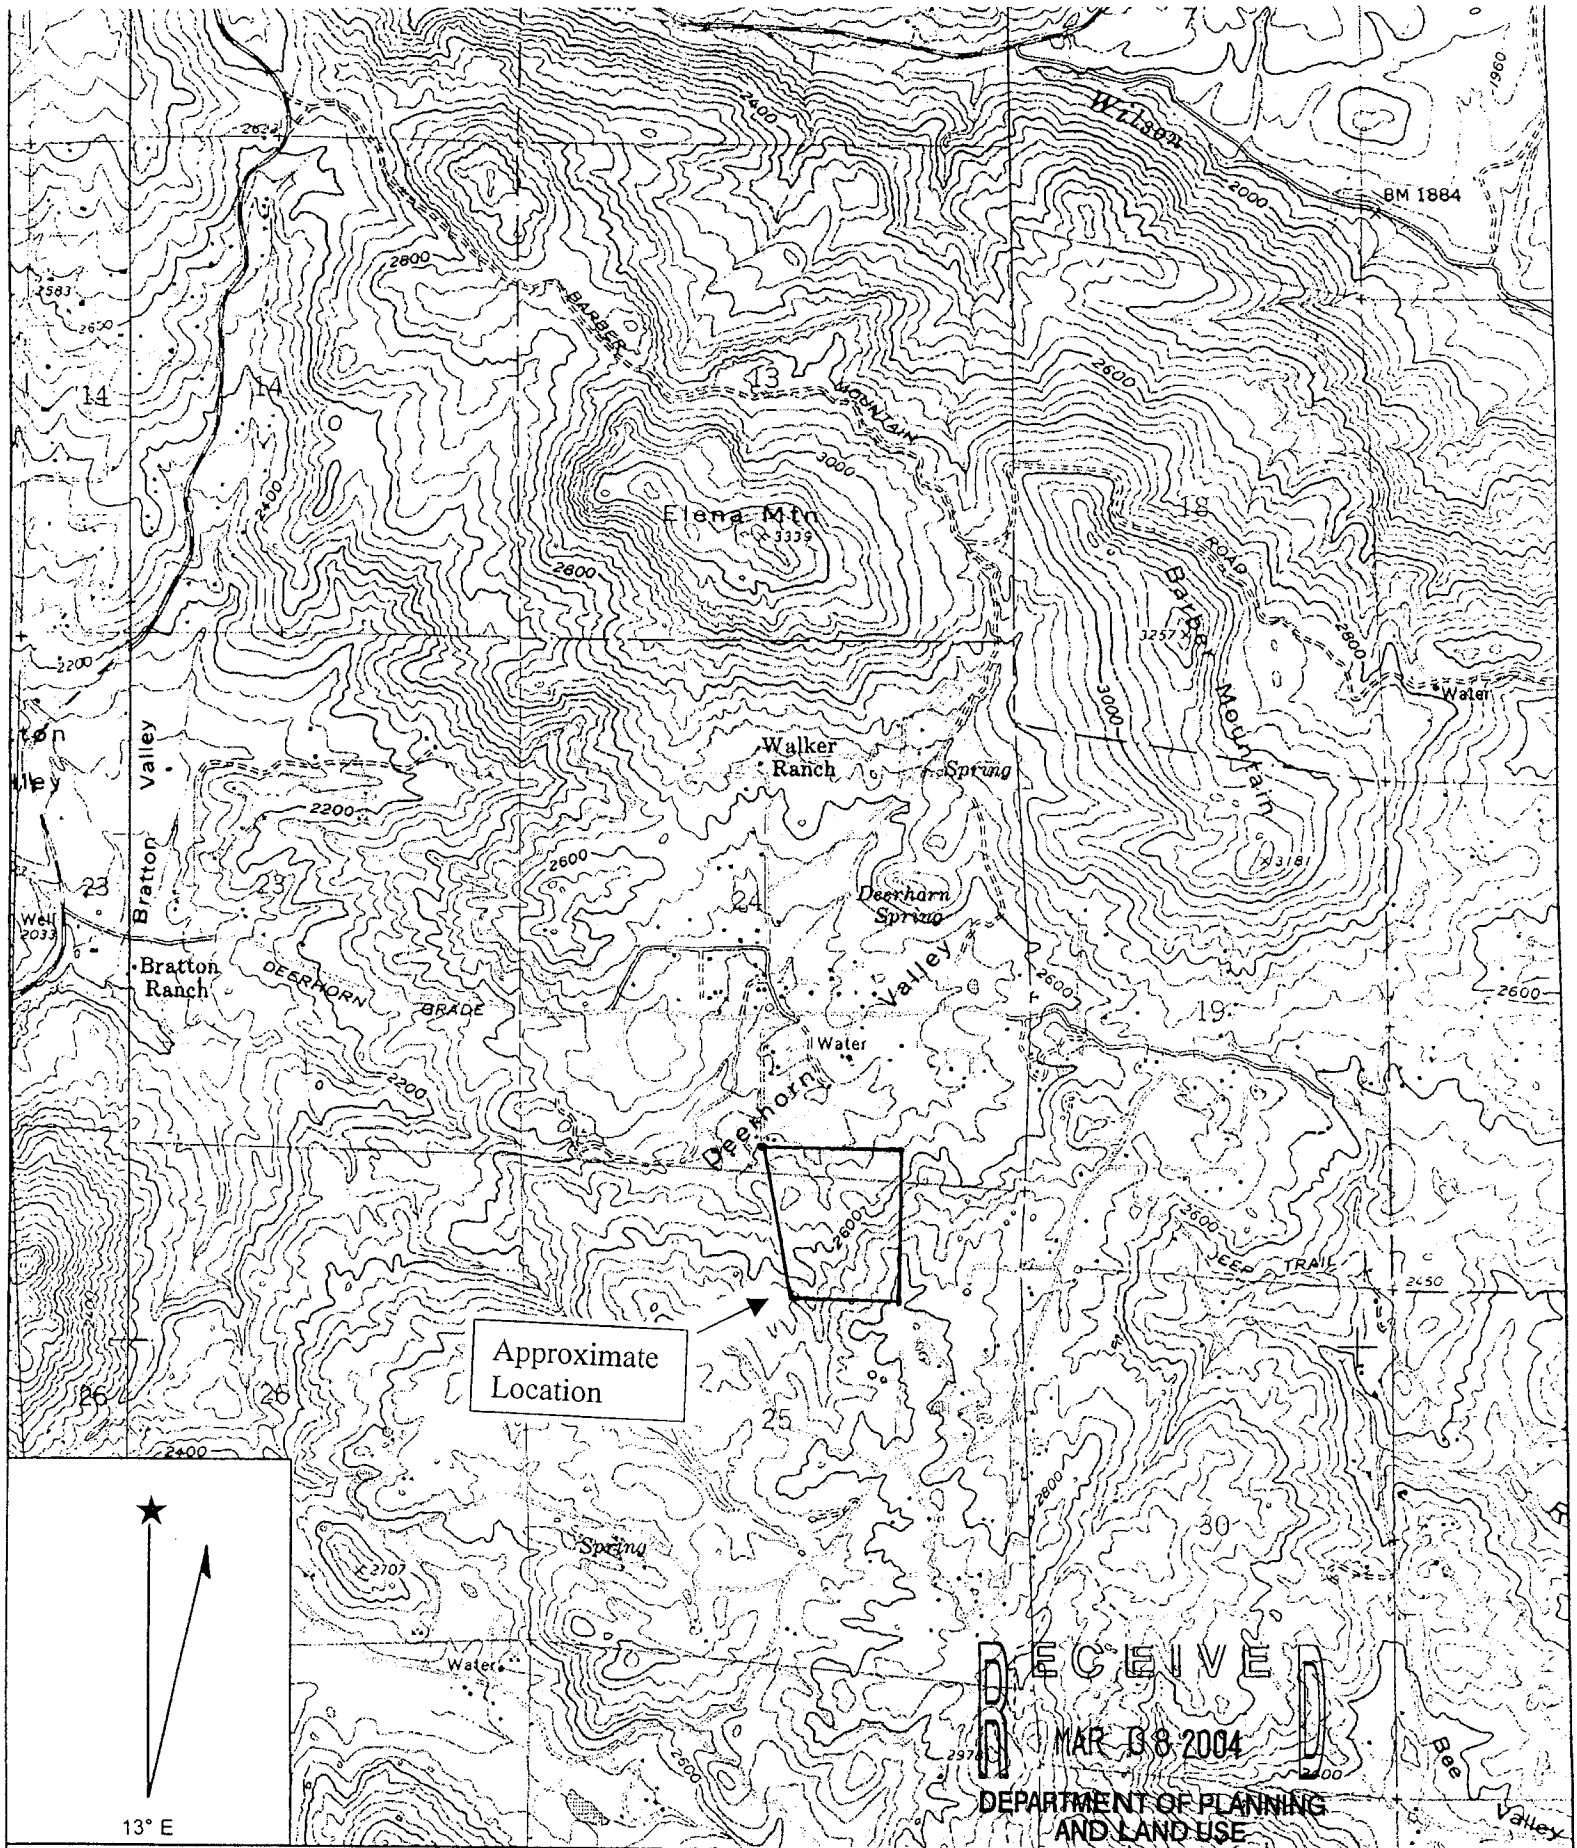 2400
Wilson
1960
2000
BM 1884
2800
2583
2600
BARBER
14
14
13
MOUNTAIN
2600
2400
3000
Elena Mtn
3339
18
ROAD
2800
Barber Mountain
3257
2800
2200
3000
Water
Walker
Ranch
Spring
Bratton Valley
2200
2600
3181
23
23
24
Deerhorn
Spring
Well
2033
Bratton
Ranch
DEERHORN
GRADE
2600
2600
19
Water
2200
Deerhorn Valley
2600
2600
JEEP TRAIL
2450
Approximate
Location
26
26
25
2400
2800
30
Spring
2707
Water
2600
RECEIVED
MAR 08 2004
DEPARTMENT OF PLANNING
AND LAND USE
Bee
Valley
13° E